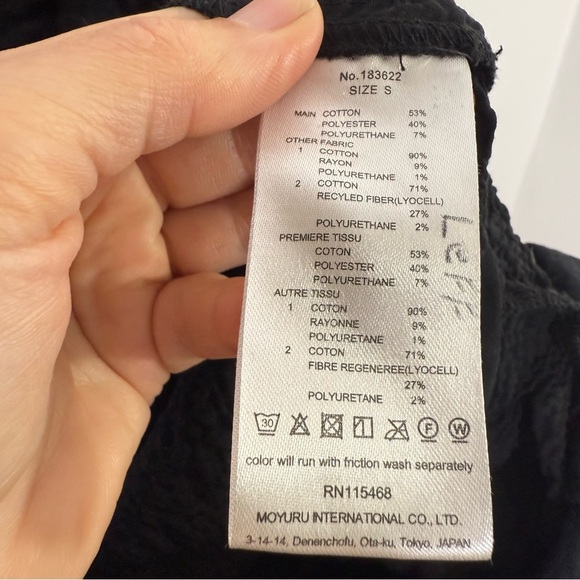 No.183622
SIZE S
MAIN COTTON 53%
POLYESTER 40%
POLYURETHANE 7%
OTHER FABRIC
1 COTTON 90%
RAYON 9%
POLYURETHANE 1%
2 COTTON 71%
RECYLED FIBER(LYOCELL)
27%
POLYURETHANE 2%
PREMIERE TISSU
COTON 53%
POLYESTER 40%
POLYURETHANE 7%
AUTRE TISSU
1 COTON 90%
RAYONNE 9%
POLYURETANE 1%
2 COTON 71%
FIBRE REGENEREE(LYOCELL)
27%
POLYURETANE 2%
30 F W
color will run with friction wash separately
RN115468
MOYURU INTERNATIONAL CO., LTD.
3-14-14, Denenchofu, Ota-ku, Tokyo, JAPAN